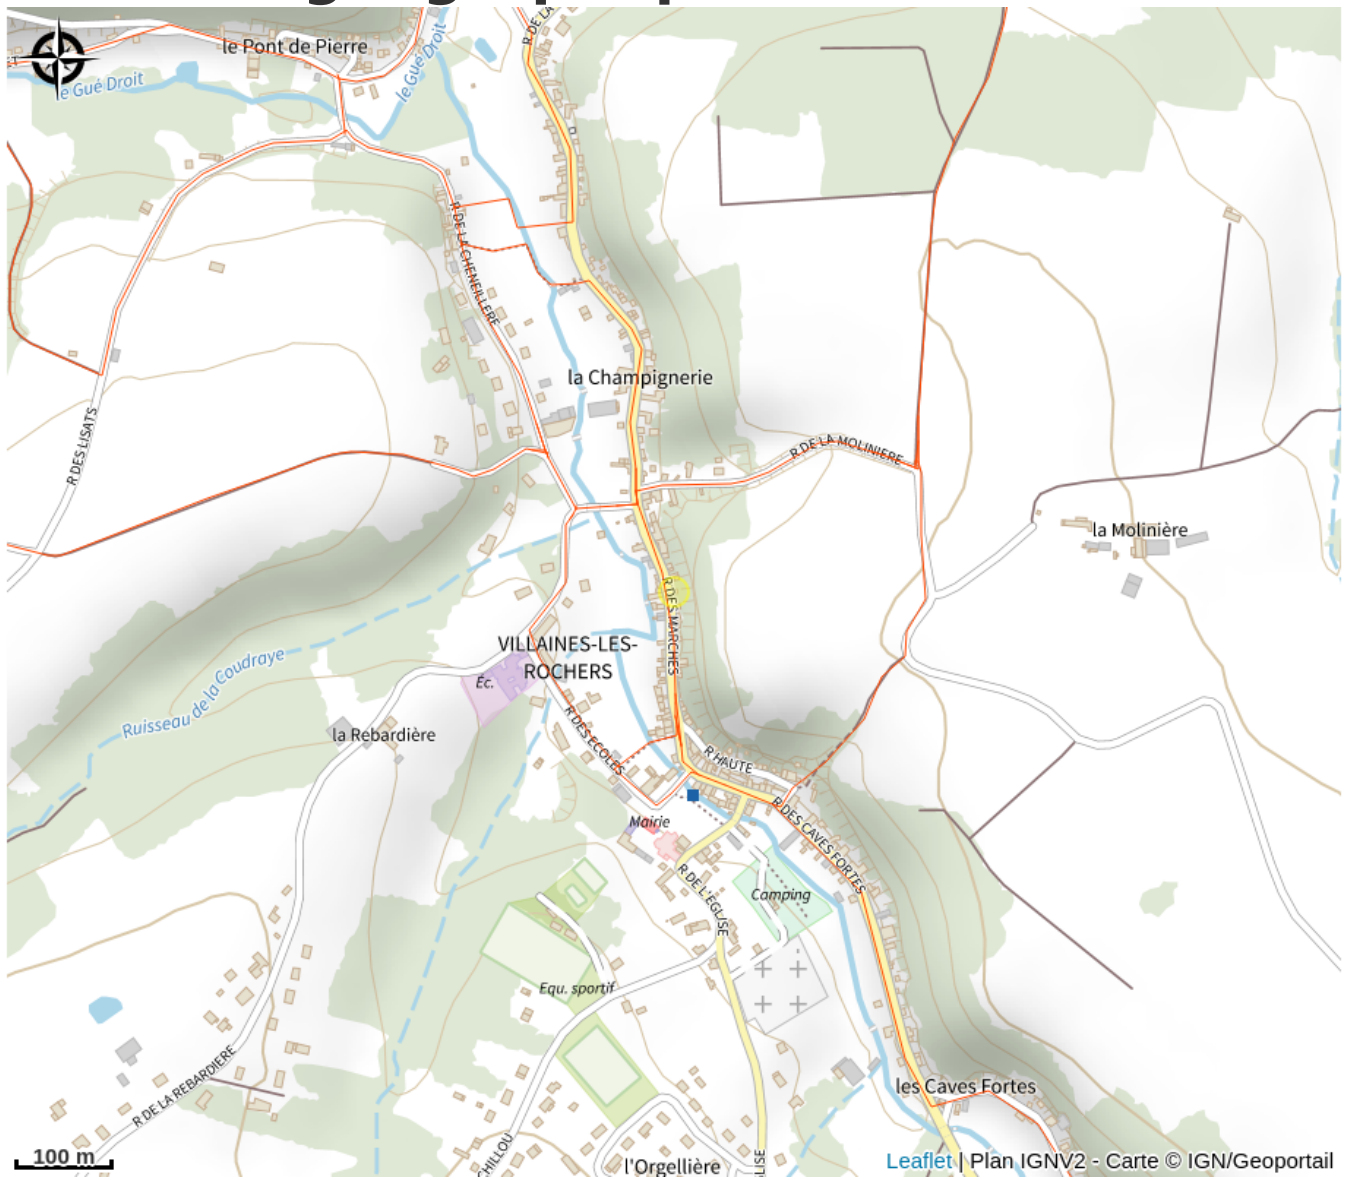 R DE LA
le Pont de Pierre
le Gué Droit
e Gué Droit
R DE LA CHENEILLERE
la Champignerie
R DES LISATS
R DE LA MOLINIERE
la Molinière
R DES MARCHES
VILLAINES-LES-
ROCHERS
Éc.
Ruisseau de la Coudraye
la Rebardière
R DES ECOLES
R HAUTE
Mairie
R DES CAVES FORTES
R DE L'EGLISE
Camping
Equ. sportif
R DE LA REBARDIERE
les Caves Fortes
CHILLOU
l'Orgellière
LISE
100 m
Leaflet | Plan IGNV2 - Carte © IGN/Geoportail